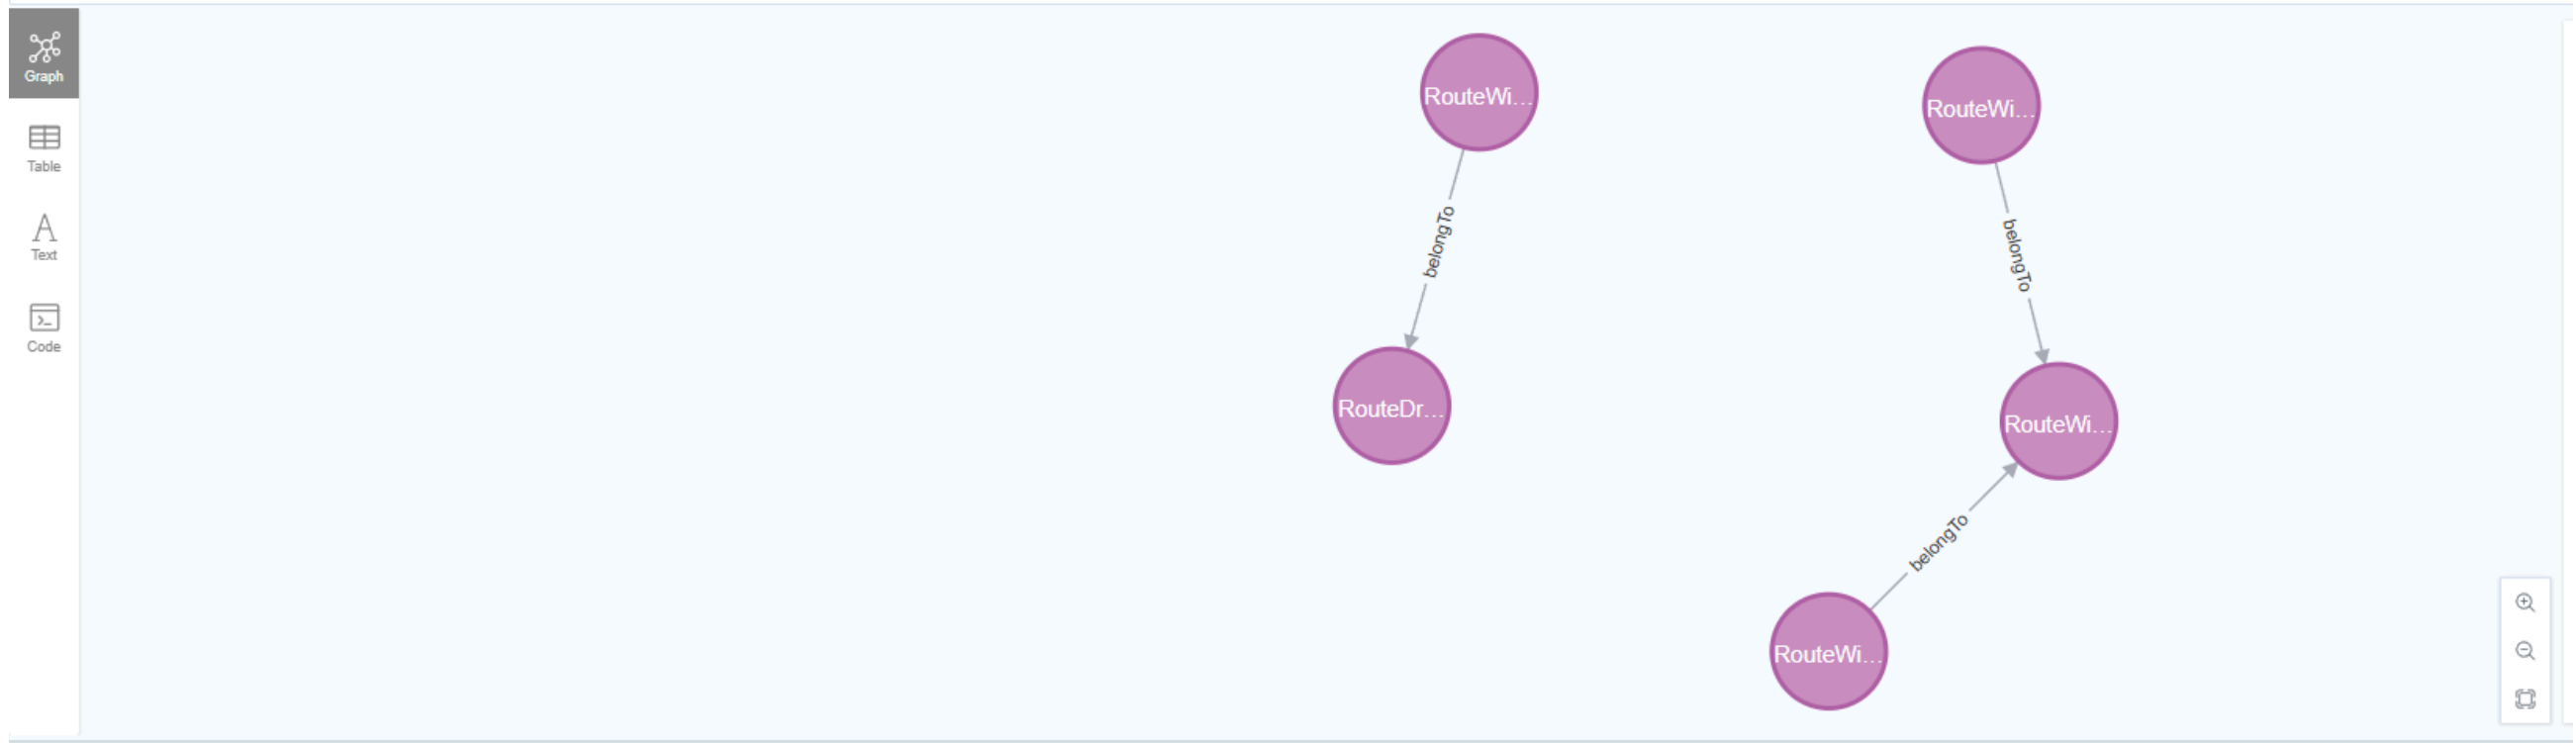 Graph
Table
Text
Code
RouteWi...
RouteWi...
belongTo
belongTo
RouteDr...
RouteWi...
belongTo
RouteWi...